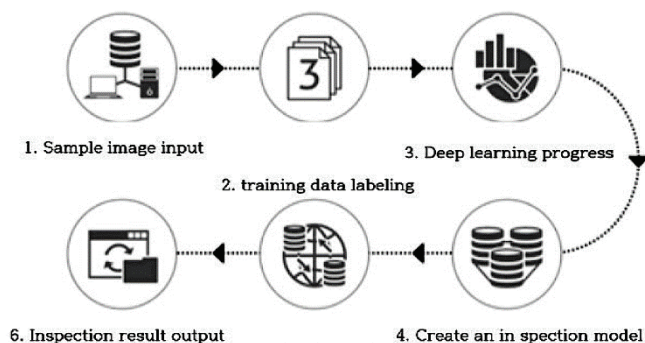 3
1. Sample image input
3. Deep learning progress
2. training data labeling
6. Inspection result output
4. Create an in spection model